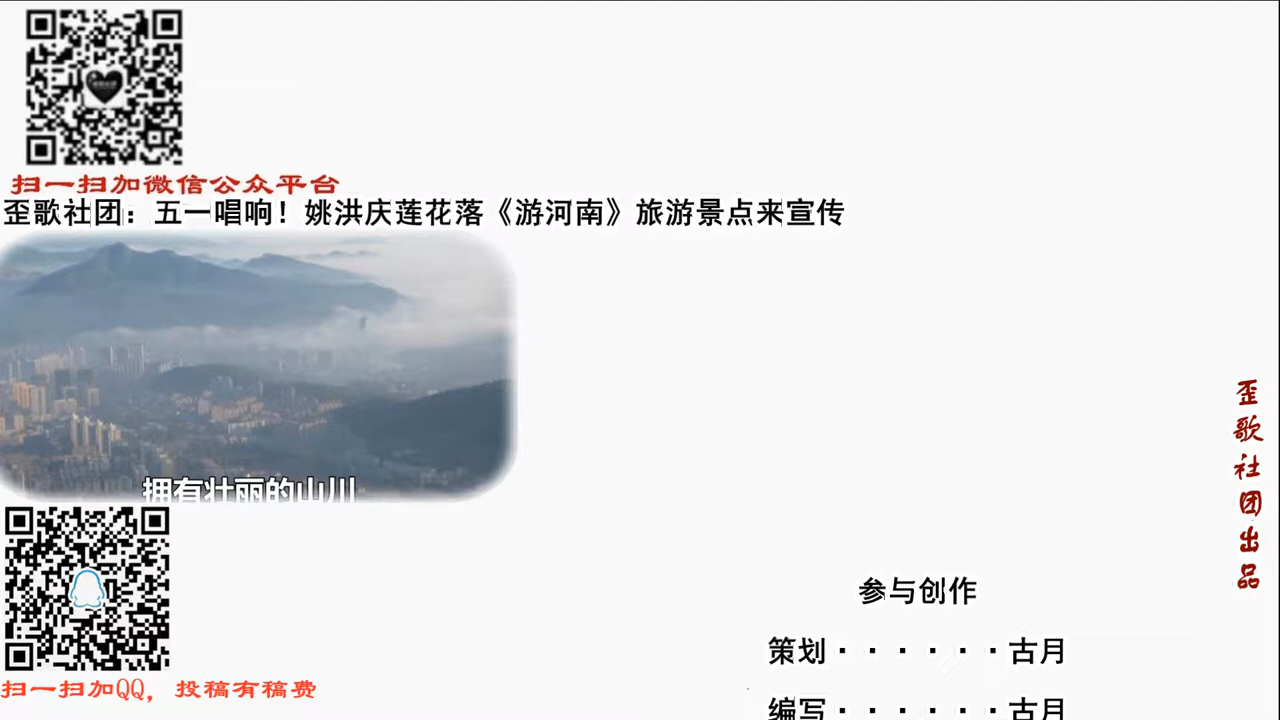 扫一扫加微信公众平台
歪歌社团：五一唱响！姚洪庆莲花落《游河南》旅游景点来宣传
拥有壮丽的山川
扫一扫加QQ，投稿有稿费
歪歌社团出品
参与创作
策划······古月
编写······古月